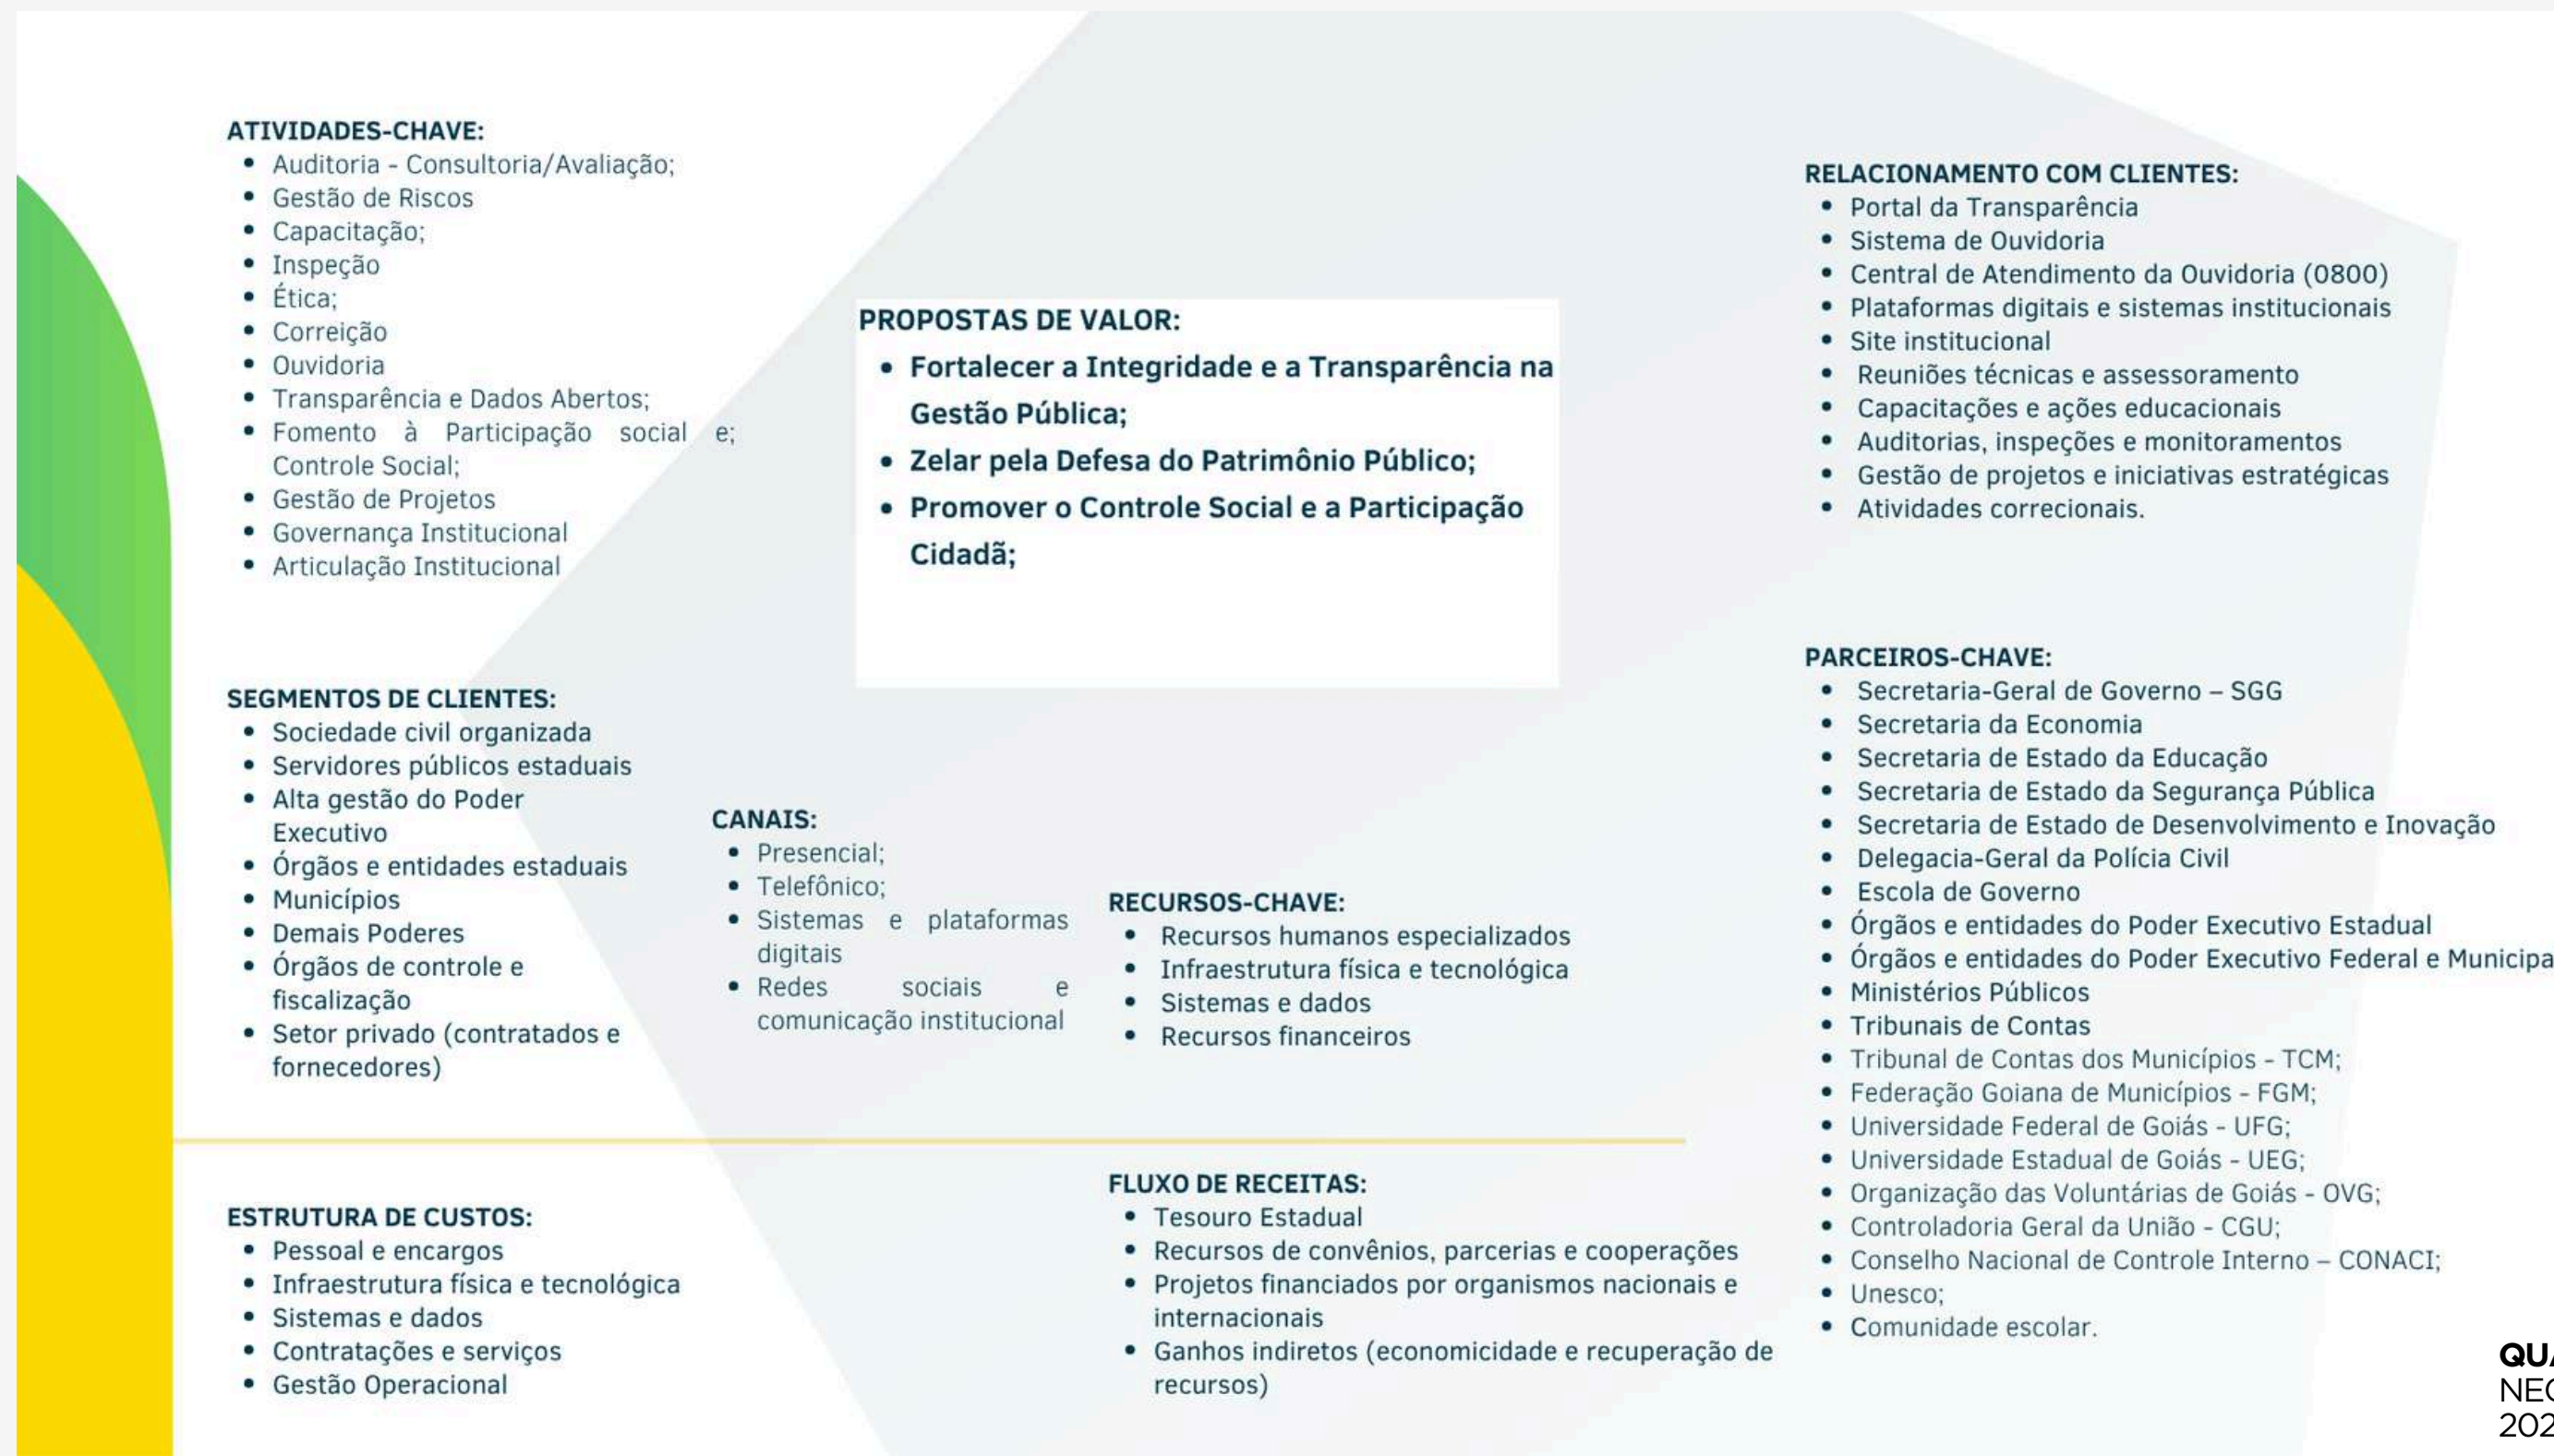 ATIVIDADES-CHAVE:
• Auditoria - Consultoria/Avaliação;
• Gestão de Riscos
• Capacitação;
• Inspeção
• Ética;
• Correição
• Ouvidoria
• Transparência e Dados Abertos;
• Fomento à Participação social e;
Controle Social;
• Gestão de Projetos
• Governança Institucional
• Articulação Institucional
SEGMENTOS DE CLIENTES:
• Sociedade civil organizada
• Servidores públicos estaduais
• Alta gestão do Poder
Executivo
• Órgãos e entidades estaduais
• Municípios
• Demais Poderes
• Órgãos de controle e
fiscalização
• Setor privado (contratados e
fornecedores)
PROPOSTAS DE VALOR:
• Fortalecer a Integridade e a Transparência na
Gestão Pública;
• Zelar pela Defesa do Patrimônio Público;
• Promover o Controle Social e a Participação
Cidadã;
CANAIS:
• Presencial;
• Telefônico;
• Sistemas e plataformas
digitais
• Redes sociais e
comunicação institucional
RECURSOS-CHAVE:
• Recursos humanos especializados
• Infraestrutura física e tecnológica
• Sistemas e dados
• Recursos financeiros
RELACIONAMENTO COM CLIENTES:
• Portal da Transparência
• Sistema de Ouvidoria
• Central de Atendimento da Ouvidoria (0800)
• Plataformas digitais e sistemas institucionais
• Site institucional
• Reuniões técnicas e assessoramento
• Capacitações e ações educacionais
• Auditorias, inspeções e monitoramentos
• Gestão de projetos e iniciativas estratégicas
• Atividades correcionais.
PARCEIROS-CHAVE:
• Secretaria-Geral de Governo – SGG
• Secretaria da Economia
• Secretaria de Estado da Educação
• Secretaria de Estado da Segurança Pública
• Secretaria de Estado de Desenvolvimento e Inovação
• Delegacia-Geral da Polícia Civil
• Escola de Governo
• Órgãos e entidades do Poder Executivo Estadual
• Órgãos e entidades do Poder Executivo Federal e Municipa
• Ministérios Públicos
• Tribunais de Contas
• Tribunal de Contas dos Municípios - TCM;
• Federação Goiana de Municípios - FGM;
• Universidade Federal de Goiás - UFG;
• Universidade Estadual de Goiás - UEG;
• Organização das Voluntárias de Goiás - OVG;
• Controladoria Geral da União - CGU;
• Conselho Nacional de Controle Interno – CONACI;
• Unesco;
• Comunidade escolar.
ESTRUTURA DE CUSTOS:
• Pessoal e encargos
• Infraestrutura física e tecnológica
• Sistemas e dados
• Contratações e serviços
• Gestão Operacional
FLUXO DE RECEITAS:
• Tesouro Estadual
• Recursos de convênios, parcerias e cooperações
• Projetos financiados por organismos nacionais e
internacionais
• Ganhos indiretos (economicidade e recuperação de
recursos)